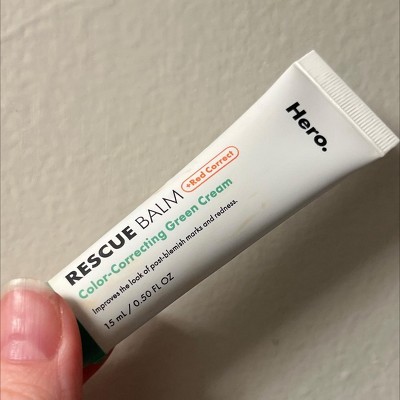 Hero.
RESCUE BALM +Red Correct
Color-Correcting Green Cream
Improves the look of post-blemish marks and redness.
15 mL / 0.50 FL OZ